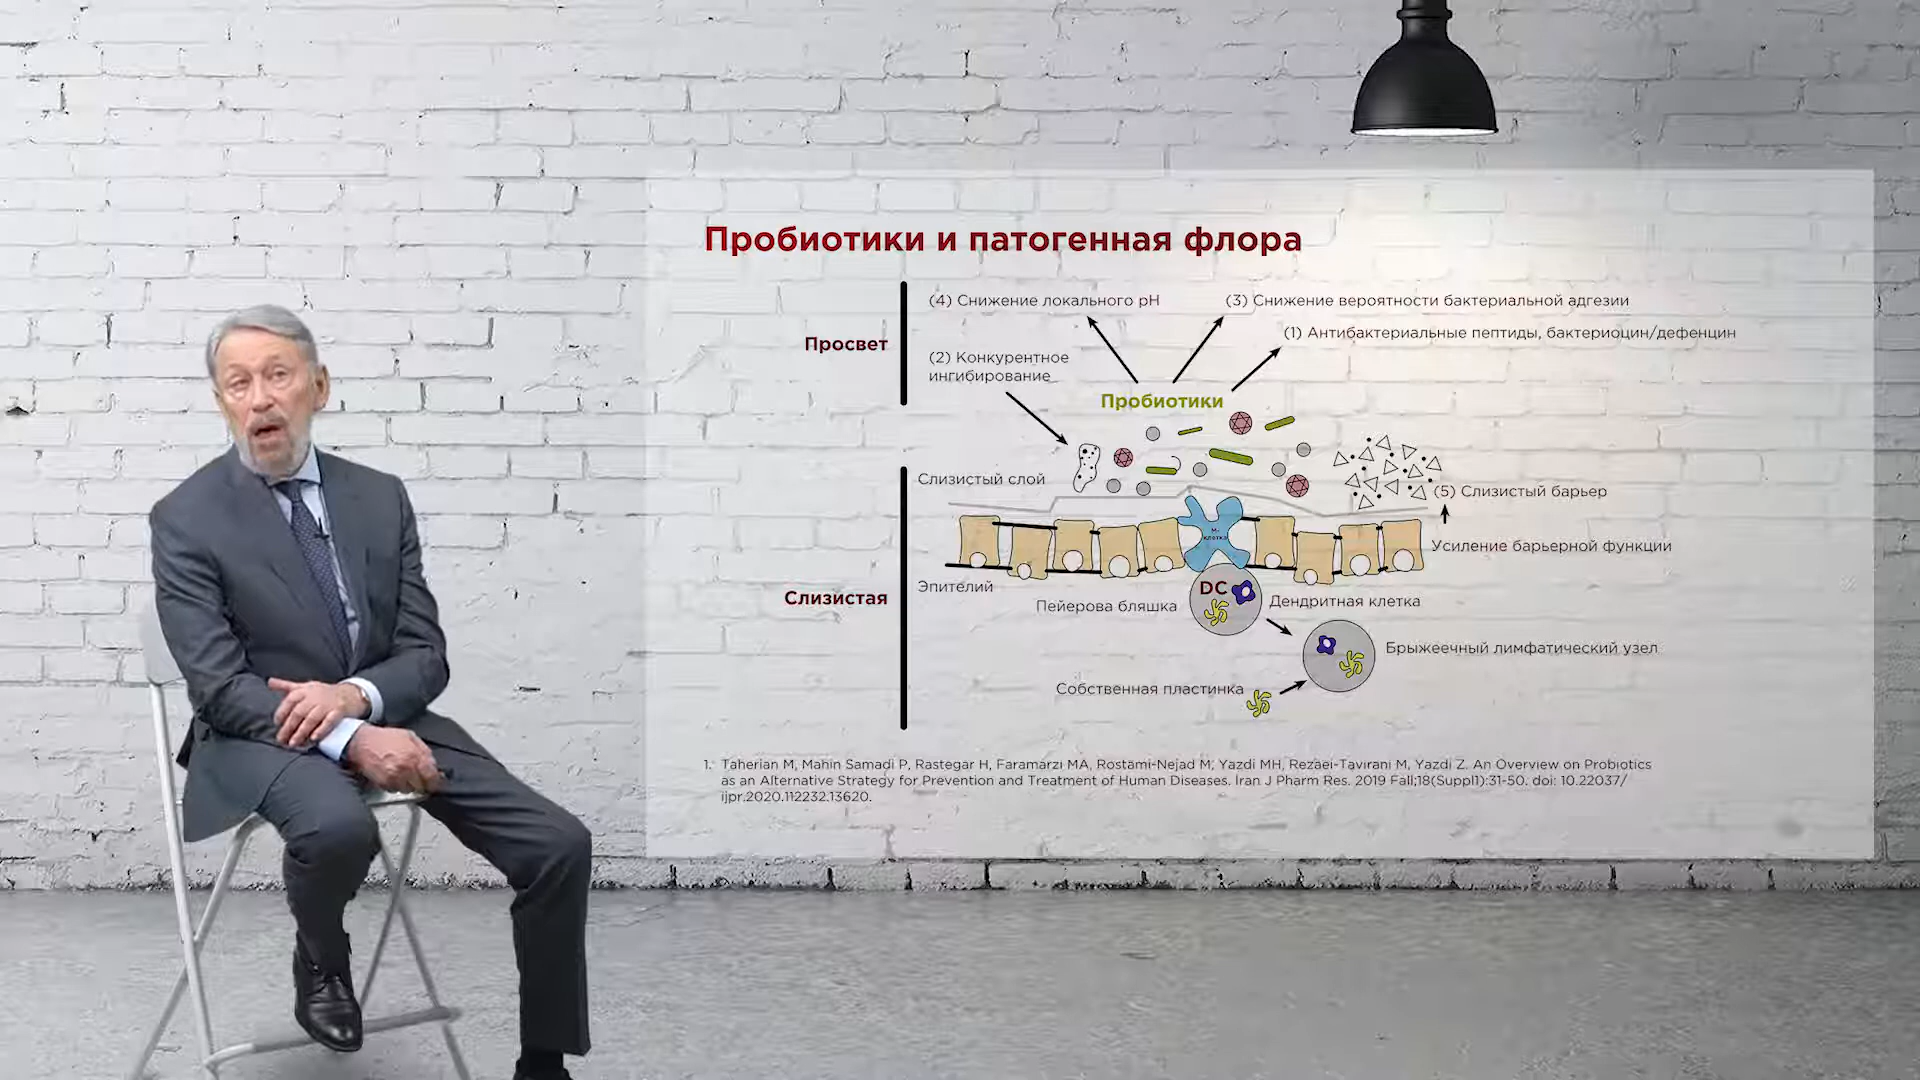 Пробиотики и патогенная флора
(4) Снижение локального pH
(3) Снижение вероятности бактериальной адгезии
(1) Антибактериальные пептиды, бактериоцин/дефенцин
Просвет
(2) Конкурентное
ингибирование
Пробиотики
Слизистый слой
(5) Слизистый барьер
М-
клетка
Усиление барьерной функции
Эпителий
DC
Слизистая
Пейерова бляшка
Дендритная клетка
Брыжеечный лимфатический узел
Собственная пластинка
1. Taherian M, Mahin Samadi P, Rastegar H, Faramarzi MA, Rostami-Nejad M, Yazdi MH, Rezaei-Tavirani M, Yazdi Z. An Overview on Probiotics
as an Alternative Strategy for Prevention and Treatment of Human Diseases. Iran J Pharm Res. 2019 Fall;18(Suppl1):31-50. doi: 10.22037/
ijpr.2020.112232.13620.